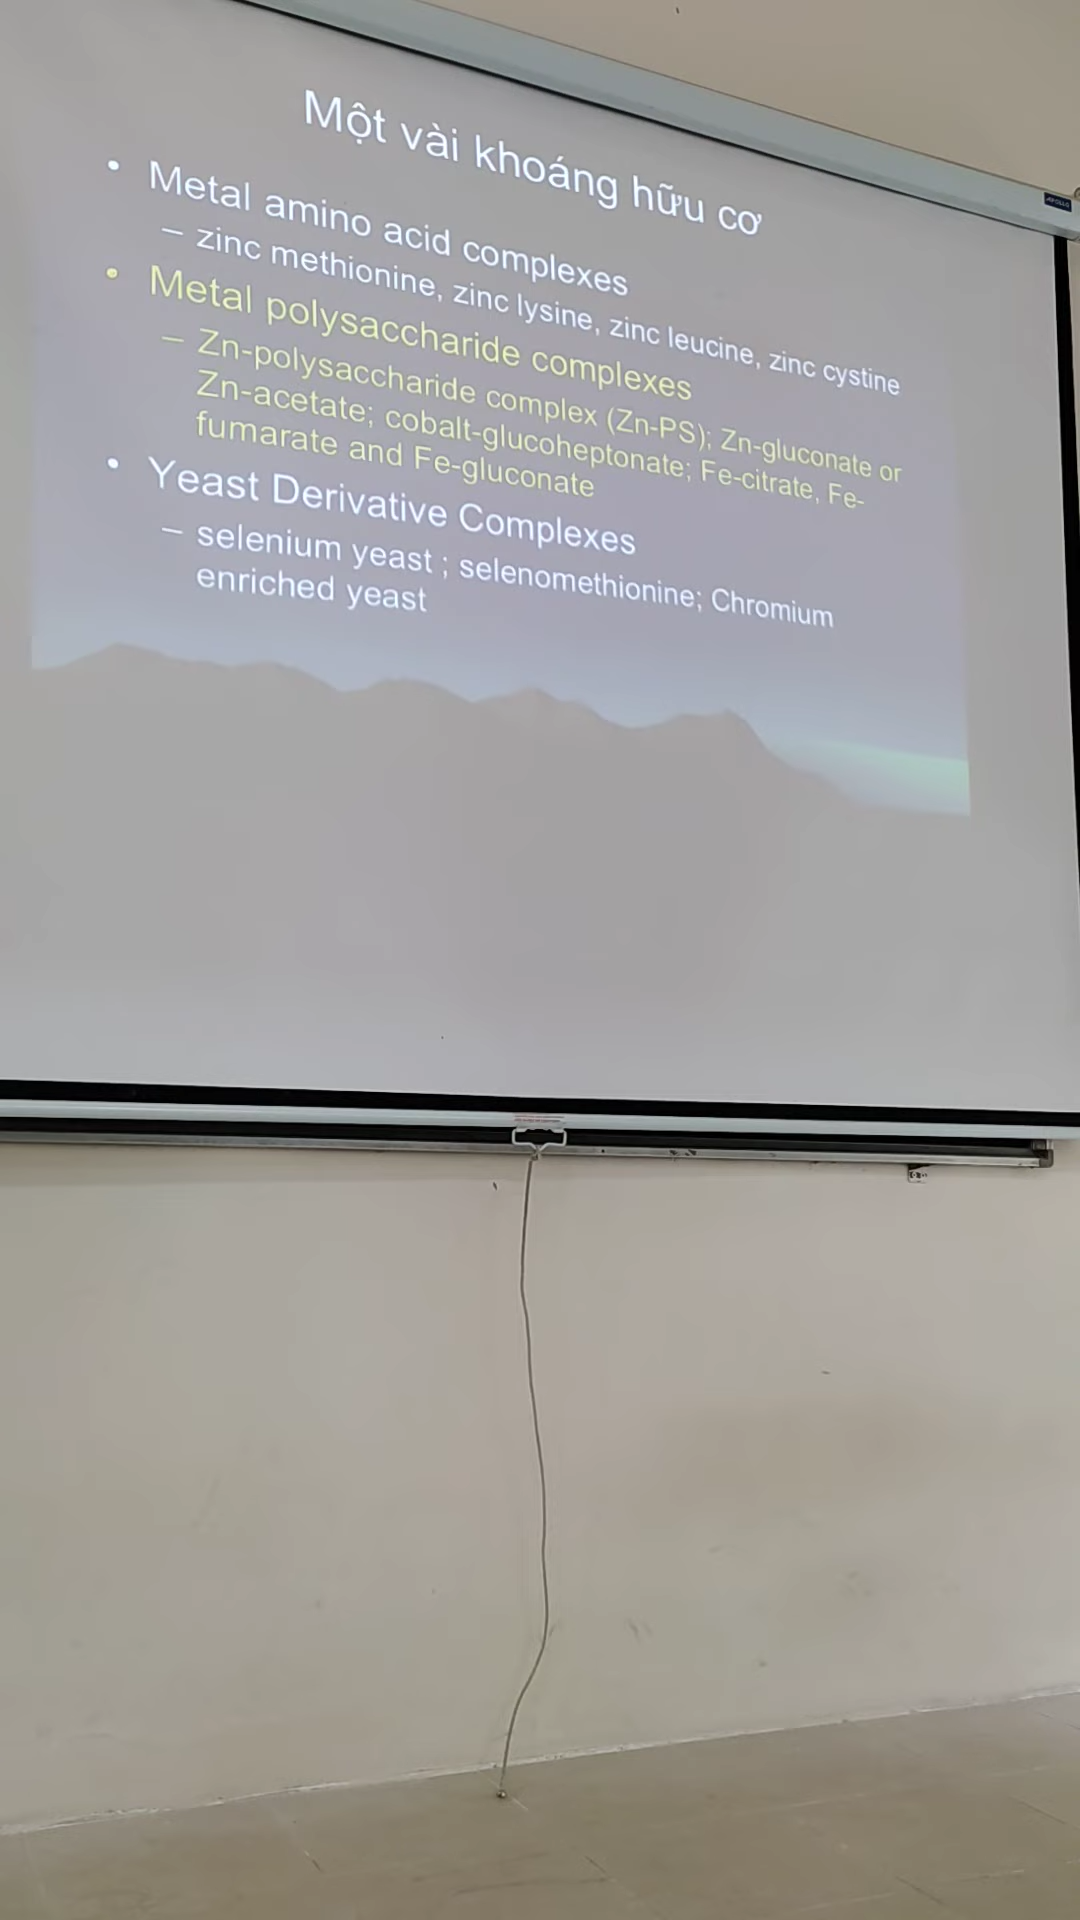 Một vài khoáng hữu cơ
• Metal amino acid complexes
– zinc methionine, zinc lysine, zinc leucine, zinc cystine
• Metal polysaccharide complexes
– Zn-polysaccharide complex (Zn-PS); Zn-gluconate or
Zn-acetate; cobalt-glucoheptonate; Fe-citrate, Fe-
fumarate and Fe-gluconate
• Yeast Derivative Complexes
– selenium yeast ; selenomethionine; Chromium
enriched yeast
APOLLO